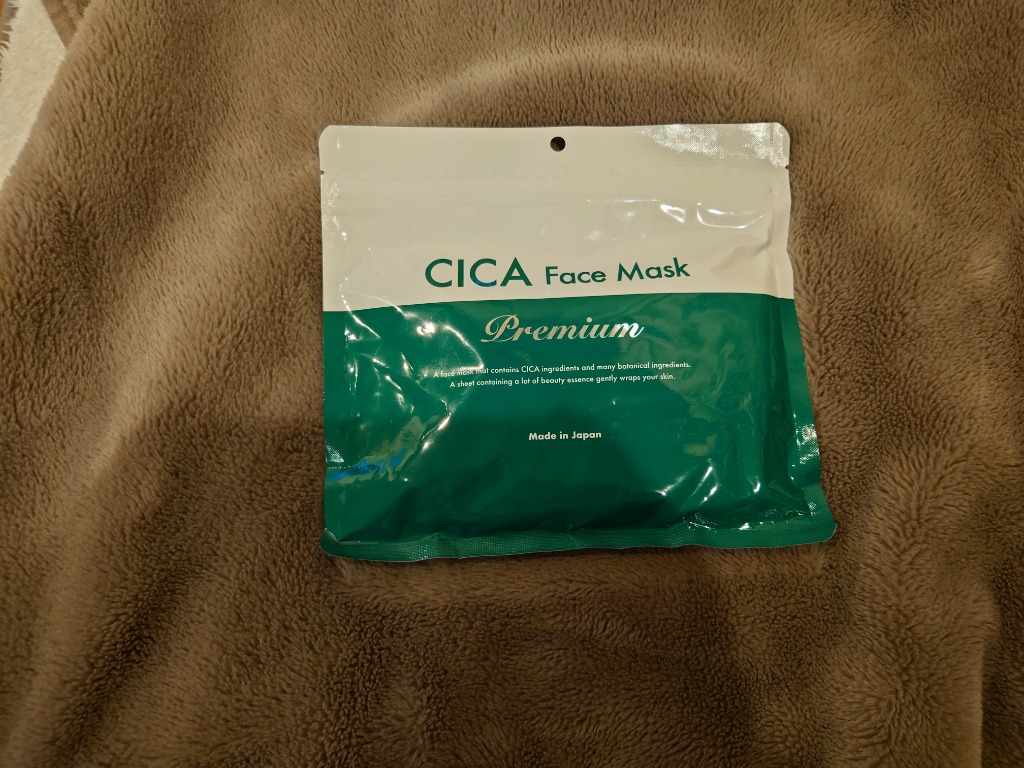 CICA Face Mask
Premium
A face mask that contains CICA ingredients and many botanical ingredients.
A sheet containing a lot of beauty essence gently wraps your skin.
Made in Japan